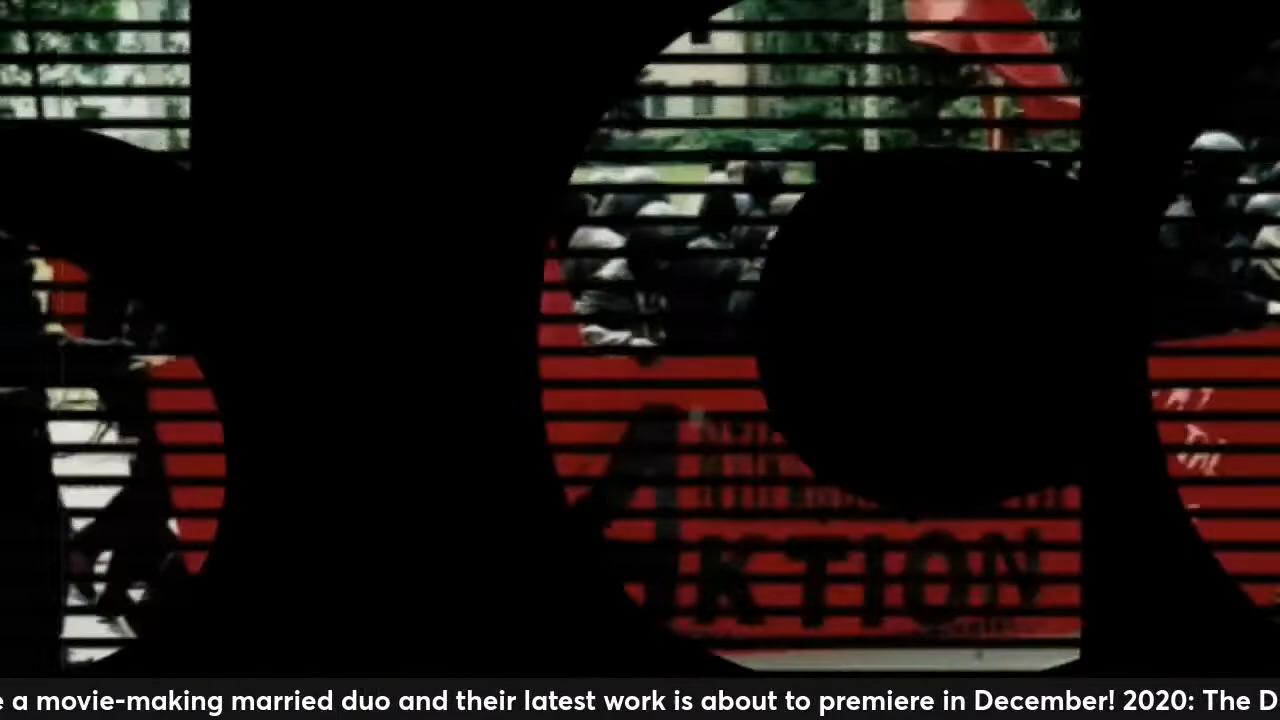 KTION
e a movie-making married duo and their latest work is about to premiere in December! 2020: The D